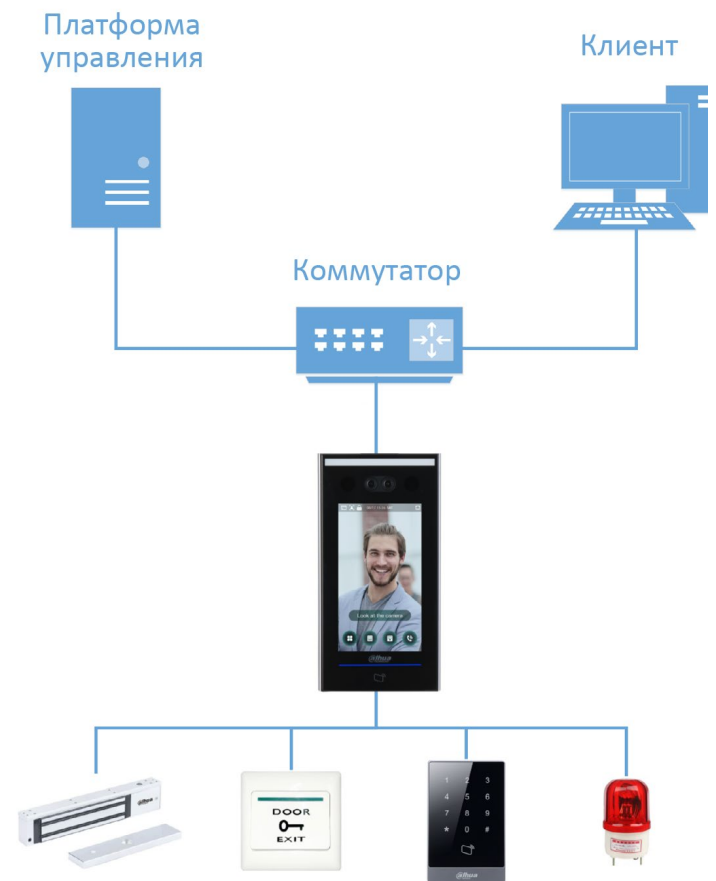 Платформа
управления
Клиент
Коммутатор
Look at the camera
alhua
alhua
DOOR
EXIT
1 2 3
4 5 6
7 8 9
* 0 #
alhua